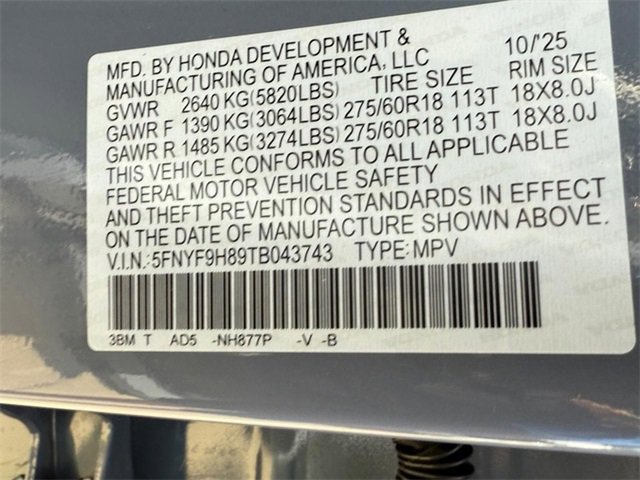 MFD. BY HONDA DEVELOPMENT & 10/'25
MANUFACTURING OF AMERICA, LLC
GVWR 2640 KG(5820LBS) TIRE SIZE RIM SIZE
GAWR F 1390 KG(3064LBS) 275/60R18 113T 18X8.0J
GAWR R 1485 KG(3274LBS) 275/60R18 113T 18X8.0J
THIS VEHICLE CONFORMS TO ALL APPLICABLE
FEDERAL MOTOR VEHICLE SAFETY
AND THEFT PREVENTION STANDARDS IN EFFECT
ON THE DATE OF MANUFACTURE SHOWN ABOVE.
V.I.N.:5FNYF9H89TB043743 TYPE:MPV
3BM T AD5 -NH877P -V -B